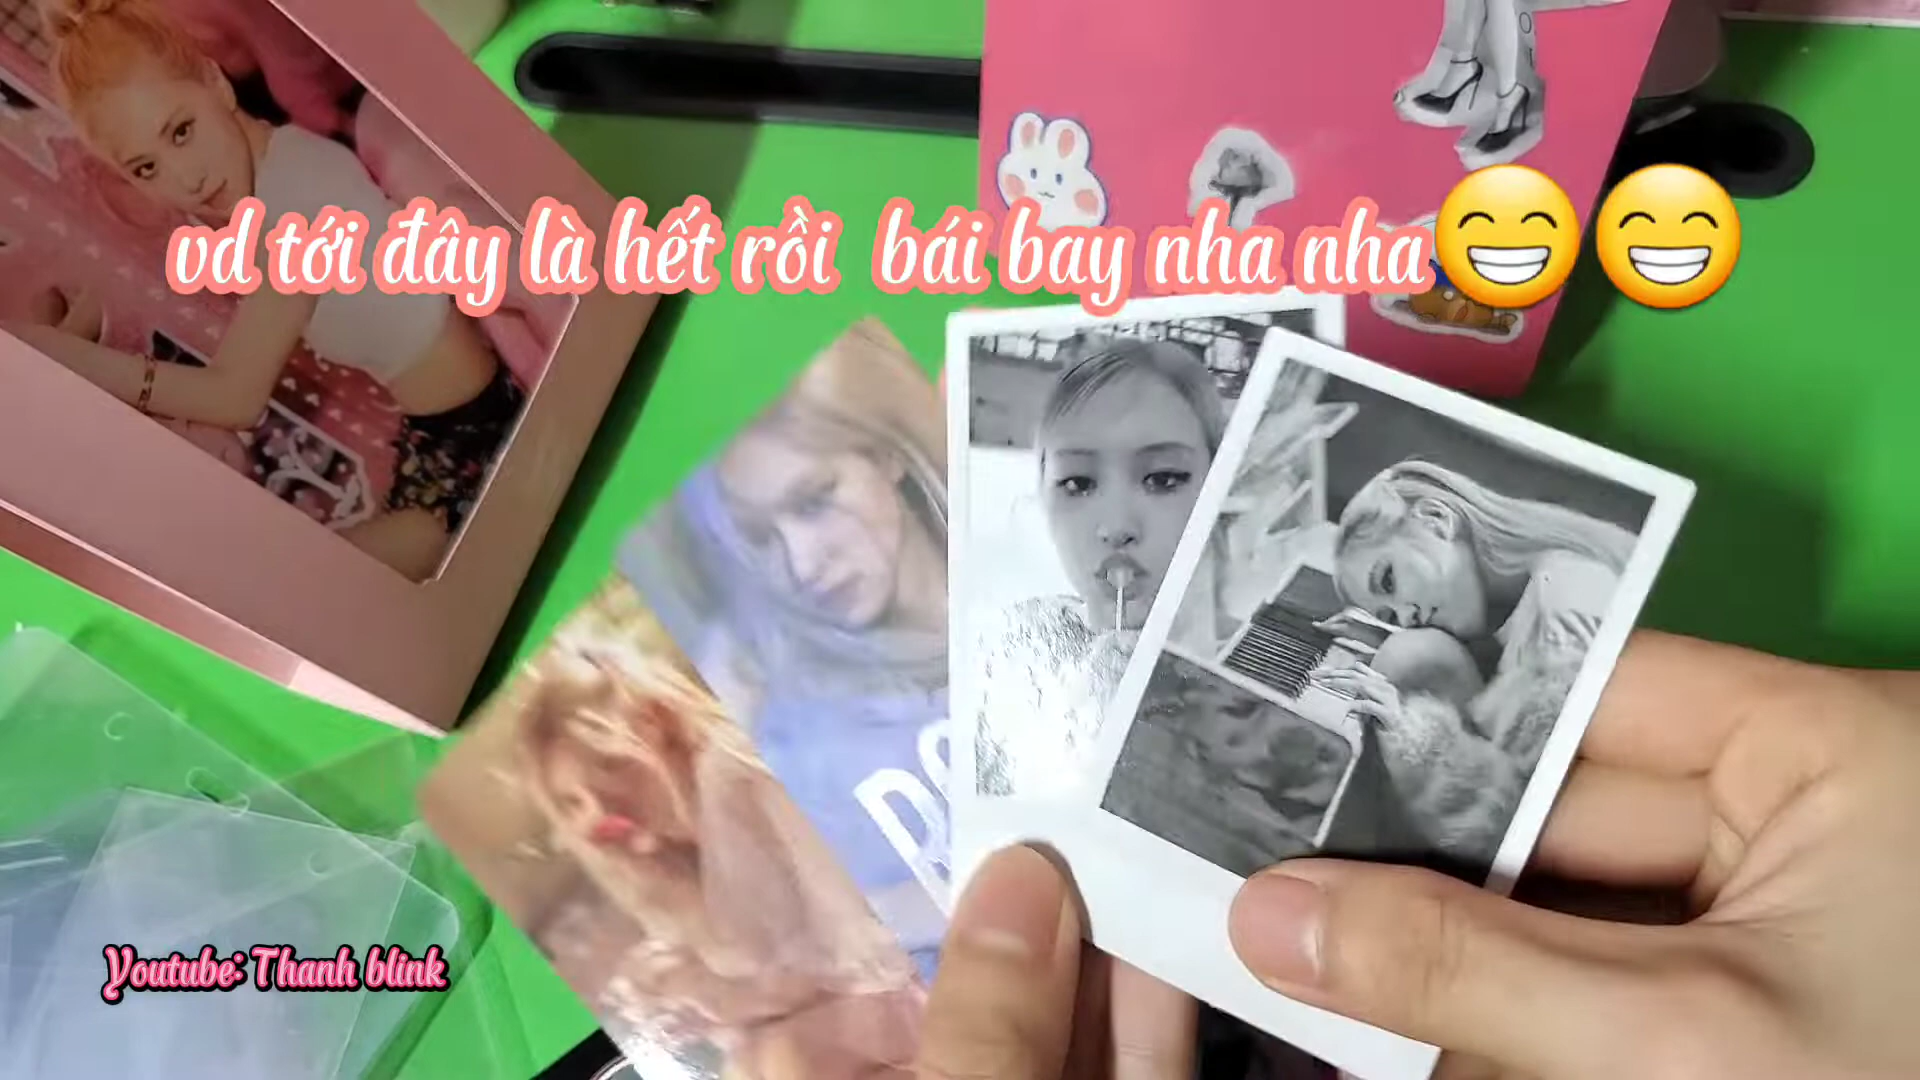 vd tới đây là hết rồi bái bay nha nha😁😁
Youtube: Thanh blink